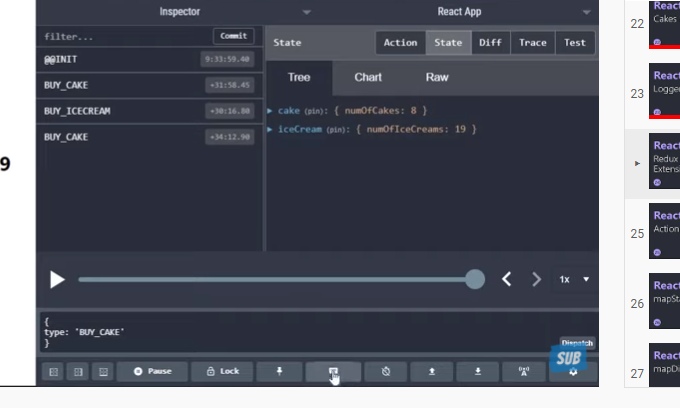 Inspector
React App
filter...
Commit
State
Action
State
Diff
Trace
Test
@@INIT
9:33:59.40
BUY_CAKE
+31:58.45
BUY_ICECREAM
+30:16.80
BUY_CAKE
+34:12.90
Tree
Chart
Raw
cake (pin): { numOfCakes: 8 }
iceCream (pin): { numOfIceCreams: 19 }
9
1x
{
type: 'BUY_CAKE'
}
Dispatch
SUB
Pause
Lock
22
React
Cakes
23
React
Logge
React
Redux
Extens
25
React
Action
26
React
mapSta
27
React
mapDi